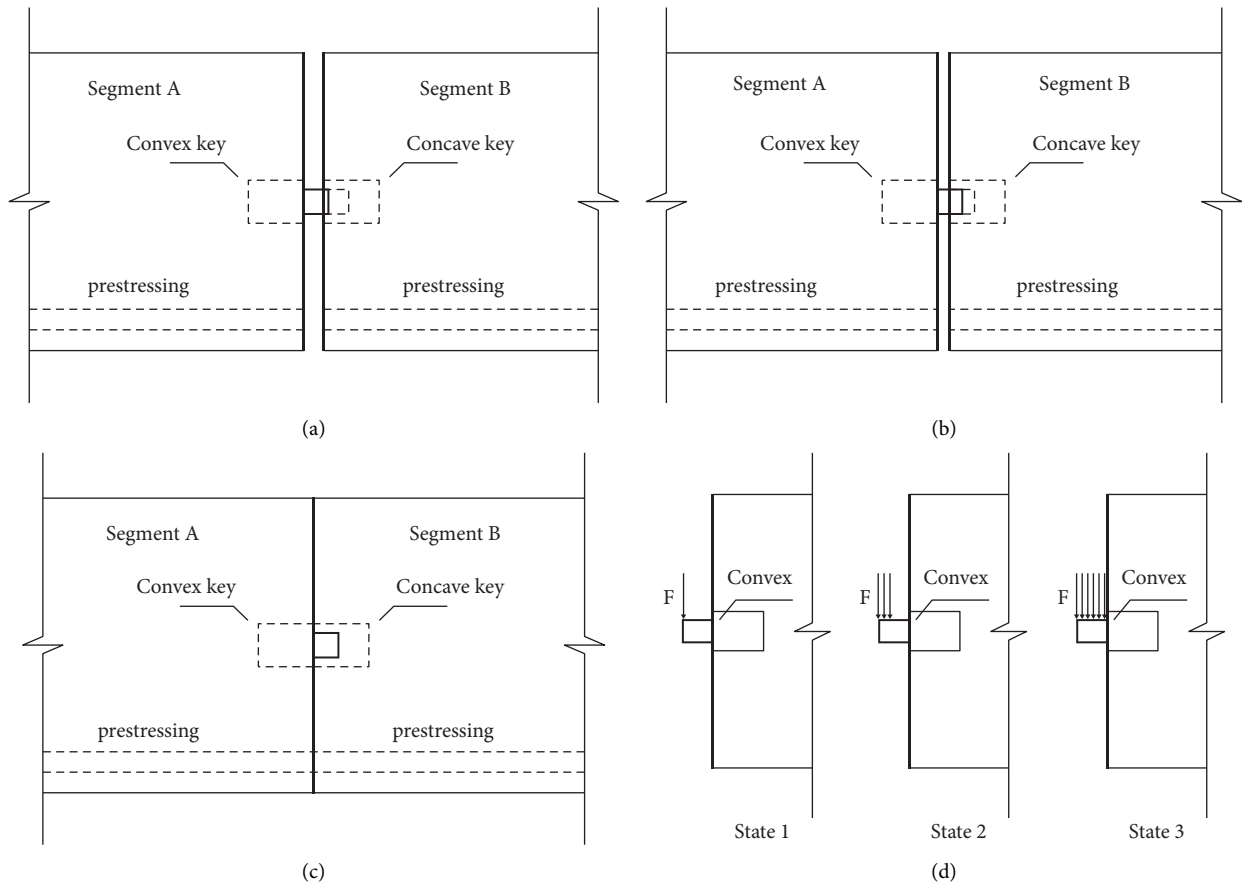 Segment A
Segment B
Convex key
Concave key
prestressing
prestressing
(a)
Segment A
Segment B
Convex key
Concave key
prestressing
prestressing
(b)
Segment A
Segment B
Convex key
Concave key
prestressing
prestressing
(c)
F
Convex
F
Convex
F
Convex
State 1
State 2
State 3
(d)